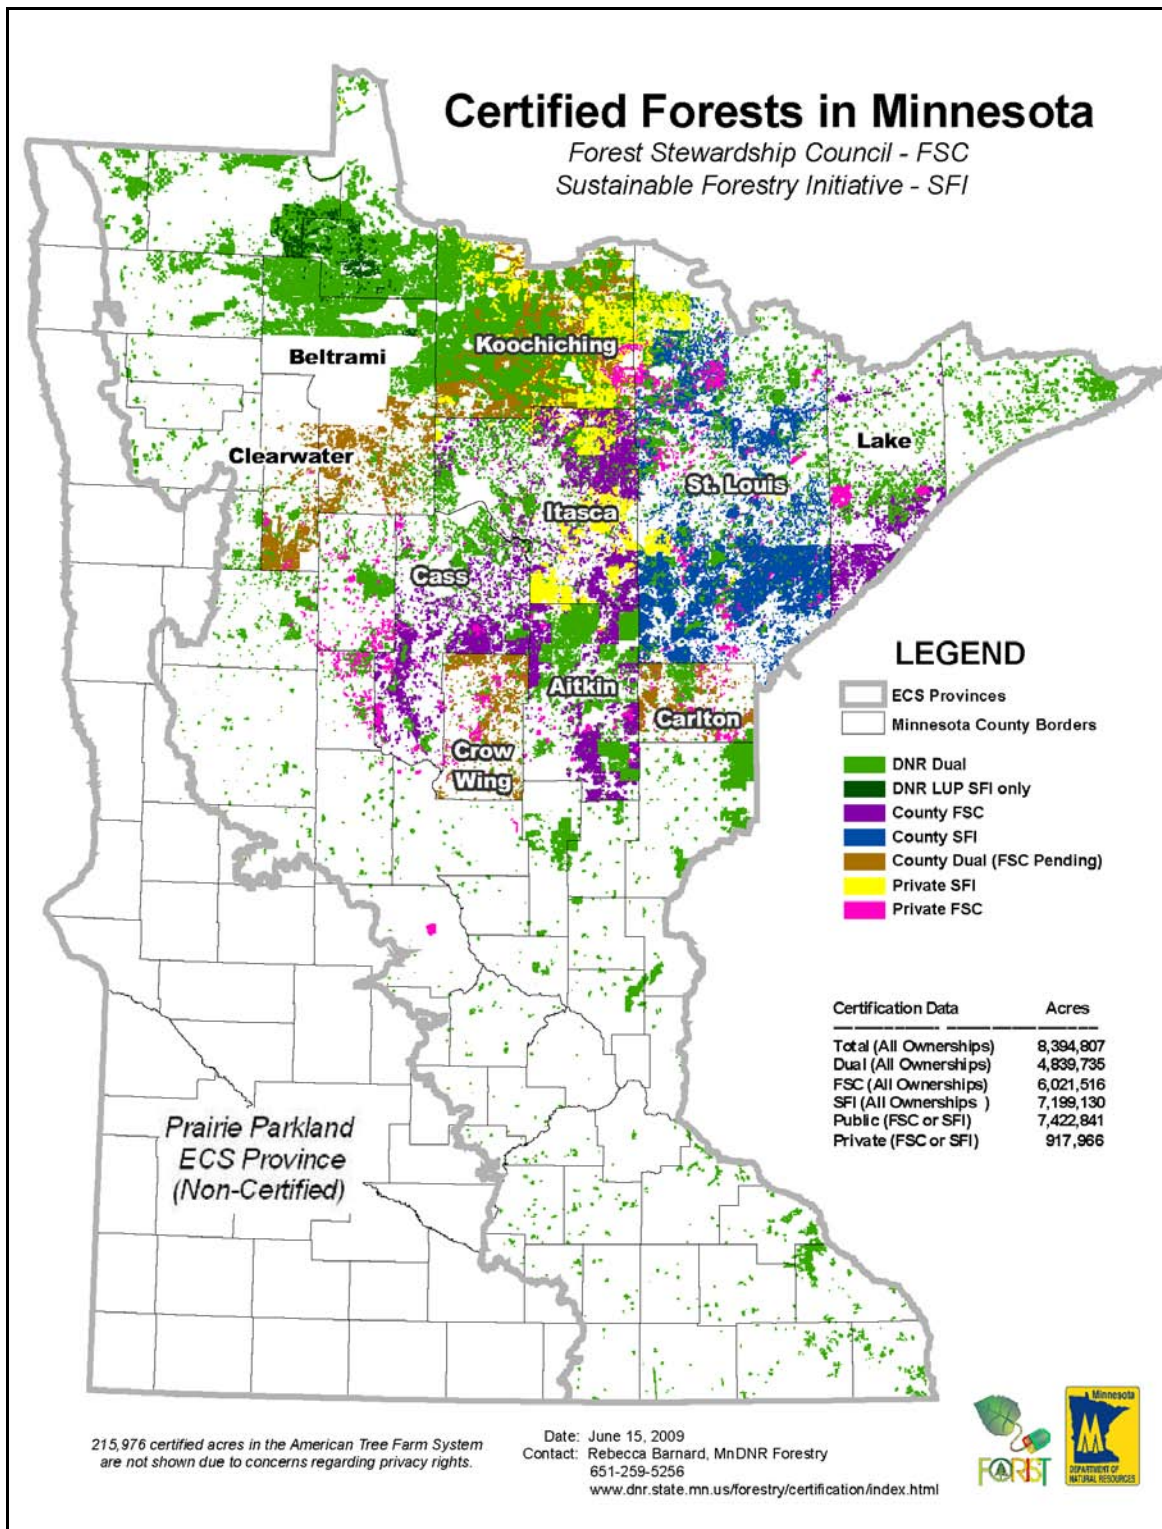 Certified Forests in Minnesota
Forest Stewardship Council - FSC
Sustainable Forestry Initiative - SFI
Koochiching
Beltrami
Lake
Clearwater
St. Louis
Itasca
Cass
Aitkin
Carlton
Crow
Wing
LEGEND
ECS Provinces
Minnesota County Borders
DNR Dual
DNR LUP SFI only
County FSC
County SFI
County Dual (FSC Pending)
Private SFI
Private FSC
Certification Data Acres
Total (All Ownerships) 8,394,807
Dual (All Ownerships) 4,839,735
FSC (All Ownerships) 6,021,516
SFI (All Ownerships ) 7,199,130
Public (FSC or SFI) 7,422,841
Private (FSC or SFI) 917,966
Prairie Parkland
ECS Province
(Non-Certified)
215,976 certified acres in the American Tree Farm System
are not shown due to concerns regarding privacy rights.
Date: June 15, 2009
Contact: Rebecca Barnard, MnDNR Forestry
651-259-5256
www.dnr.state.mn.us/forestry/certification/index.html
FORIST
Minnesota
DEPARTMENT OF
NATURAL RESOURCES